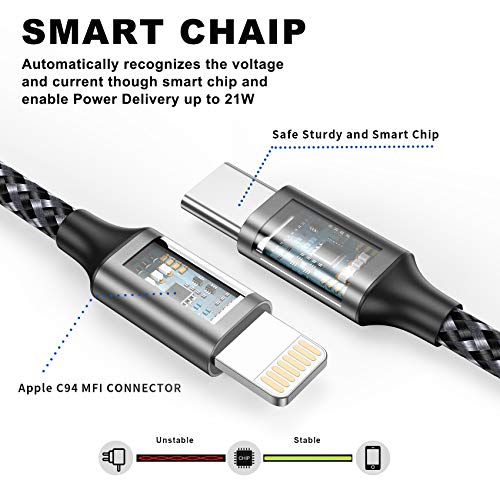 SMART CHAIP
Automatically recognizes the voltage
and current though smart chip and
enable Power Delivery up to 21W
Safe Sturdy and Smart Chip
Apple C94 MFI CONNECTOR
Unstable
Stable
CHIP